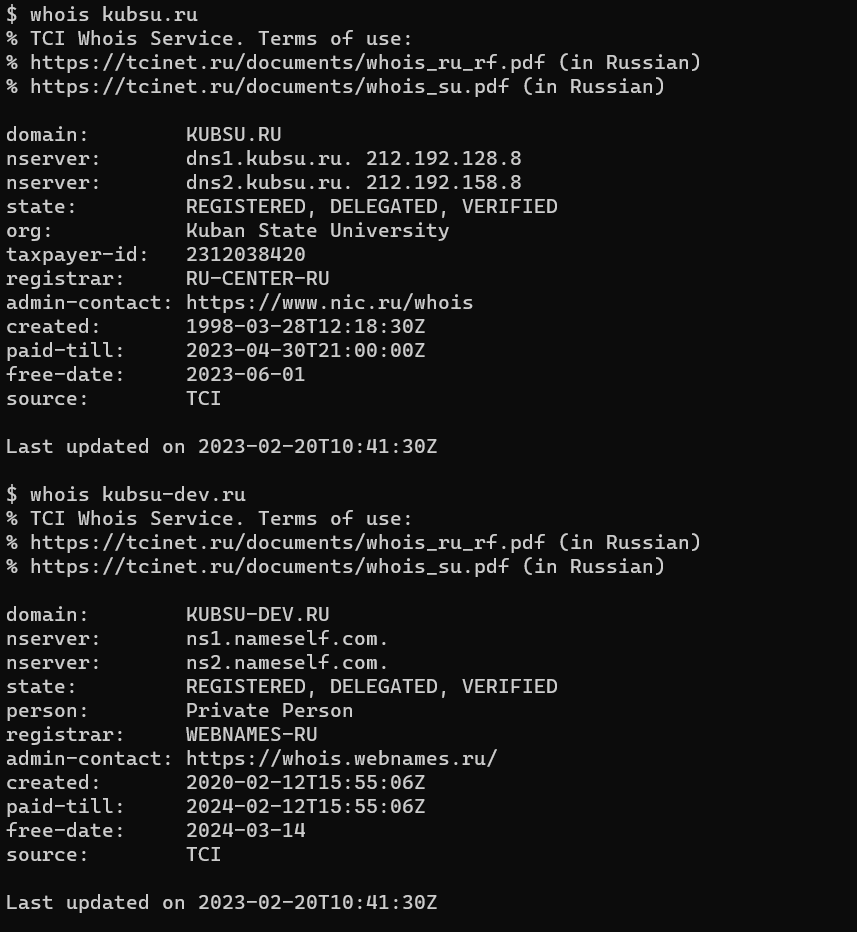 $ whois kubsu.ru
% TCI Whois Service. Terms of use:
% https://tcinet.ru/documents/whois_ru_rf.pdf (in Russian)
% https://tcinet.ru/documents/whois_su.pdf (in Russian)

domain:        KUBSU.RU
nserver:       dns1.kubsu.ru. 212.192.128.8
nserver:       dns2.kubsu.ru. 212.192.158.8
state:         REGISTERED, DELEGATED, VERIFIED
org:           Kuban State University
taxpayer-id:   2312038420
registrar:     RU-CENTER-RU
admin-contact: https://www.nic.ru/whois
created:       1998-03-28T12:18:30Z
paid-till:     2023-04-30T21:00:00Z
free-date:     2023-06-01
source:        TCI

Last updated on 2023-02-20T10:41:30Z

$ whois kubsu-dev.ru
% TCI Whois Service. Terms of use:
% https://tcinet.ru/documents/whois_ru_rf.pdf (in Russian)
% https://tcinet.ru/documents/whois_su.pdf (in Russian)

domain:        KUBSU-DEV.RU
nserver:       ns1.nameself.com.
nserver:       ns2.nameself.com.
state:         REGISTERED, DELEGATED, VERIFIED
person:        Private Person
registrar:     WEBNAMES-RU
admin-contact: https://whois.webnames.ru/
created:       2020-02-12T15:55:06Z
paid-till:     2024-02-12T15:55:06Z
free-date:     2024-03-14
source:        TCI

Last updated on 2023-02-20T10:41:30Z